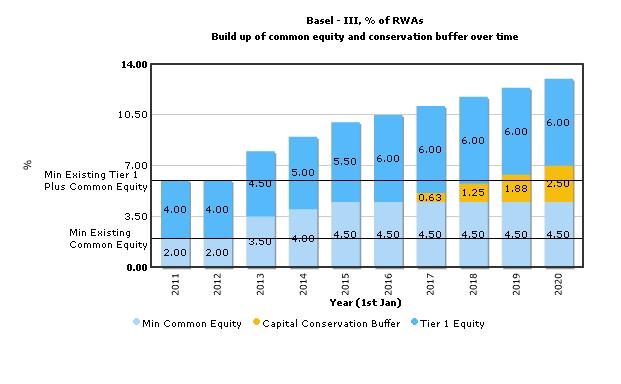 Basel - III, % of RWAs
Build up of common equity and conservation buffer over time
14.00
10.50
7.00
3.50
0.00
%
Min Existing Tier 1
Plus Common Equity
Min Existing
Common Equity
4.00 4.00 4.50 5.00 5.50 6.00 6.00 6.00 6.00 6.00
0.63 1.25 1.88 2.50
2.00 2.00 3.50 4.00 4.50 4.50 4.50 4.50 4.50 4.50
2011 2012 2013 2014 2015 2016 2017 2018 2019 2020
Year (1st Jan)
Min Common Equity Capital Conservation Buffer Tier 1 Equity